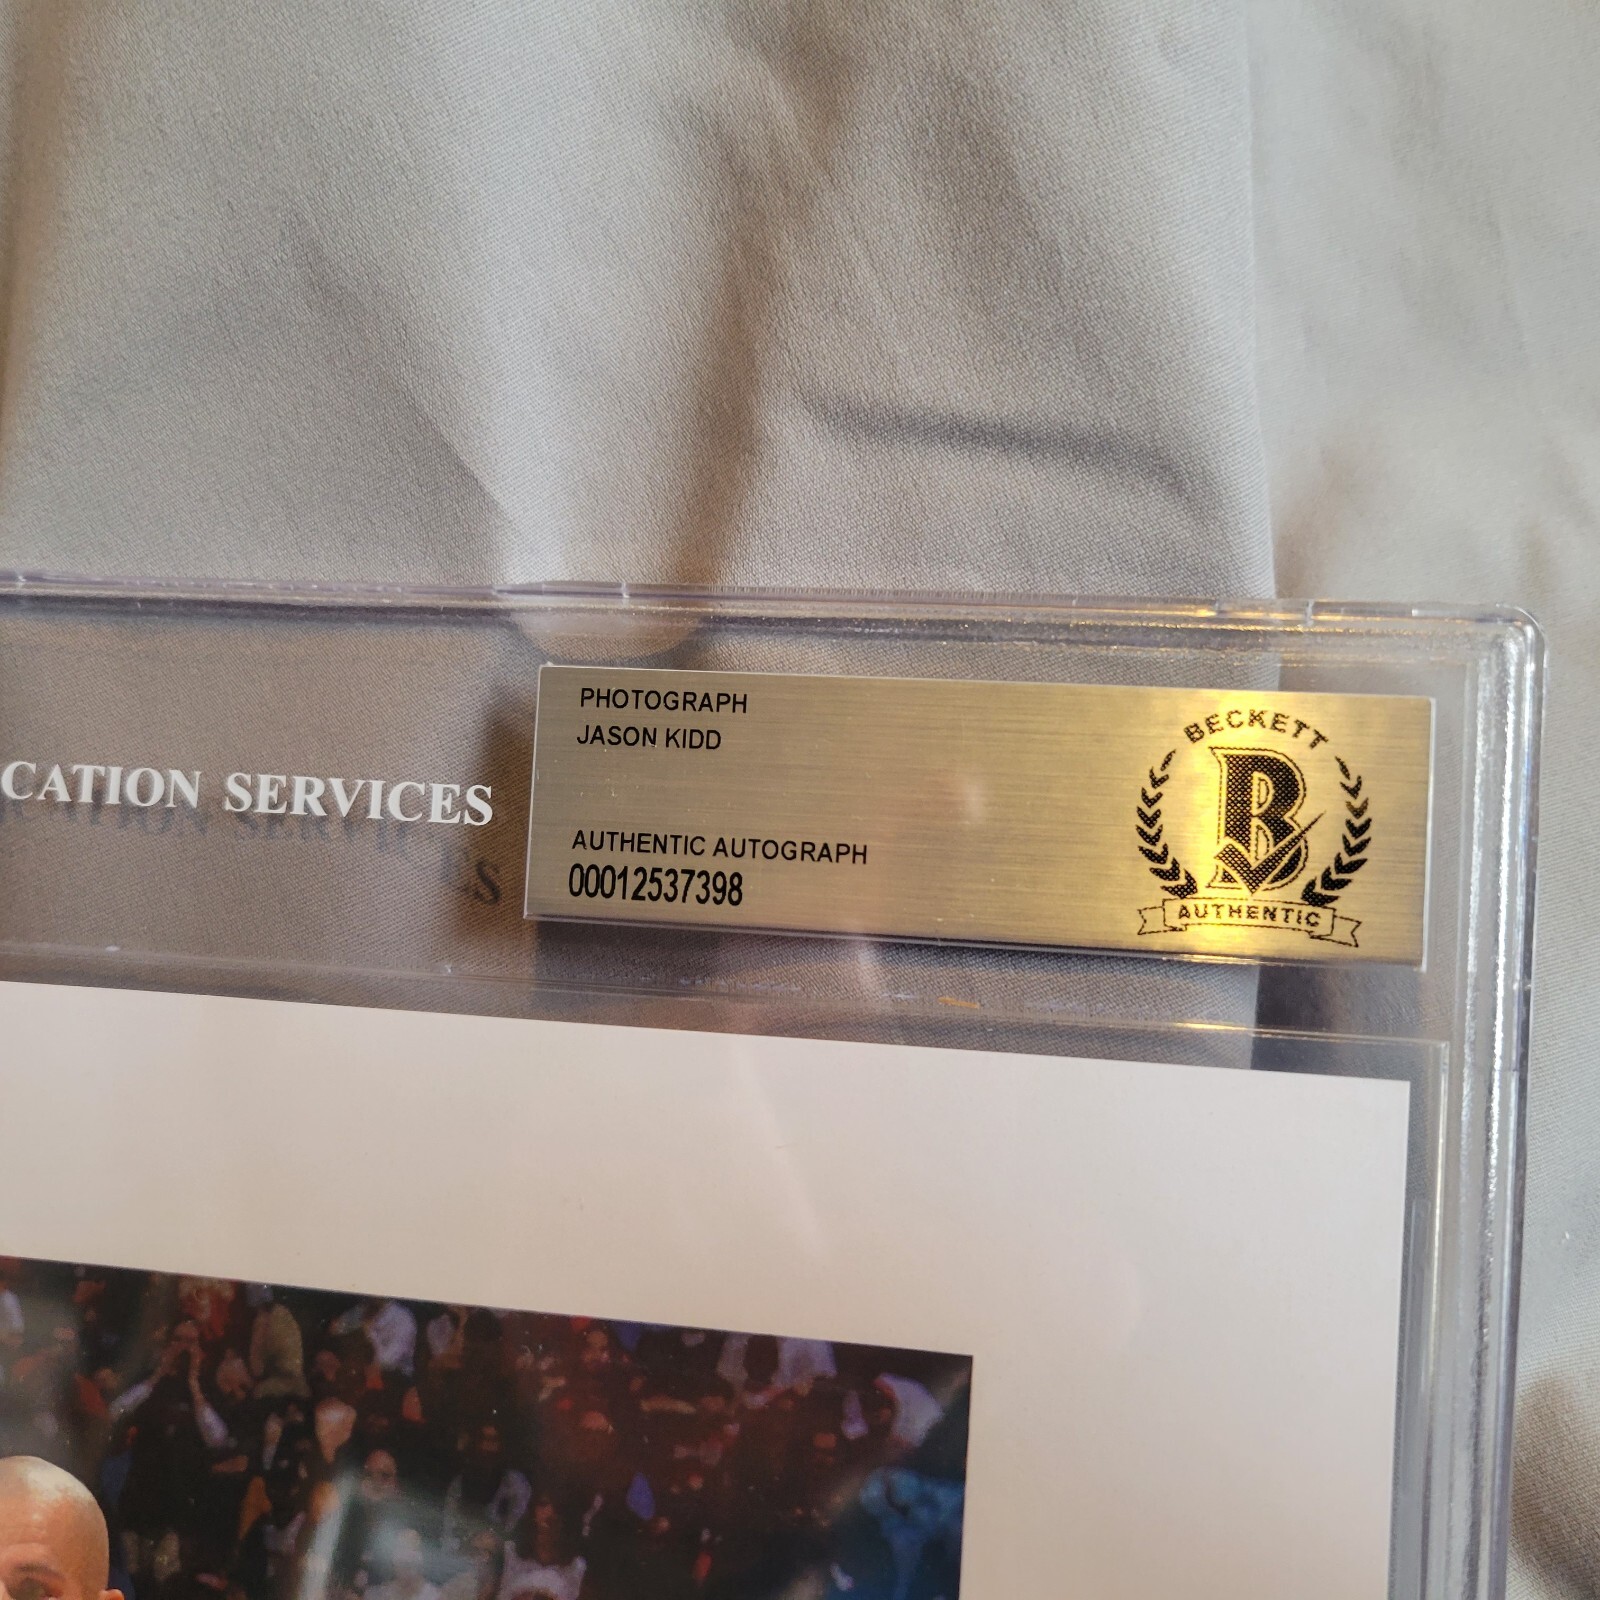 CATION SERVICES
PHOTOGRAPH
JASON KIDD
AUTHENTIC AUTOGRAPH
00012537398
BECKETT
B
AUTHENTIC